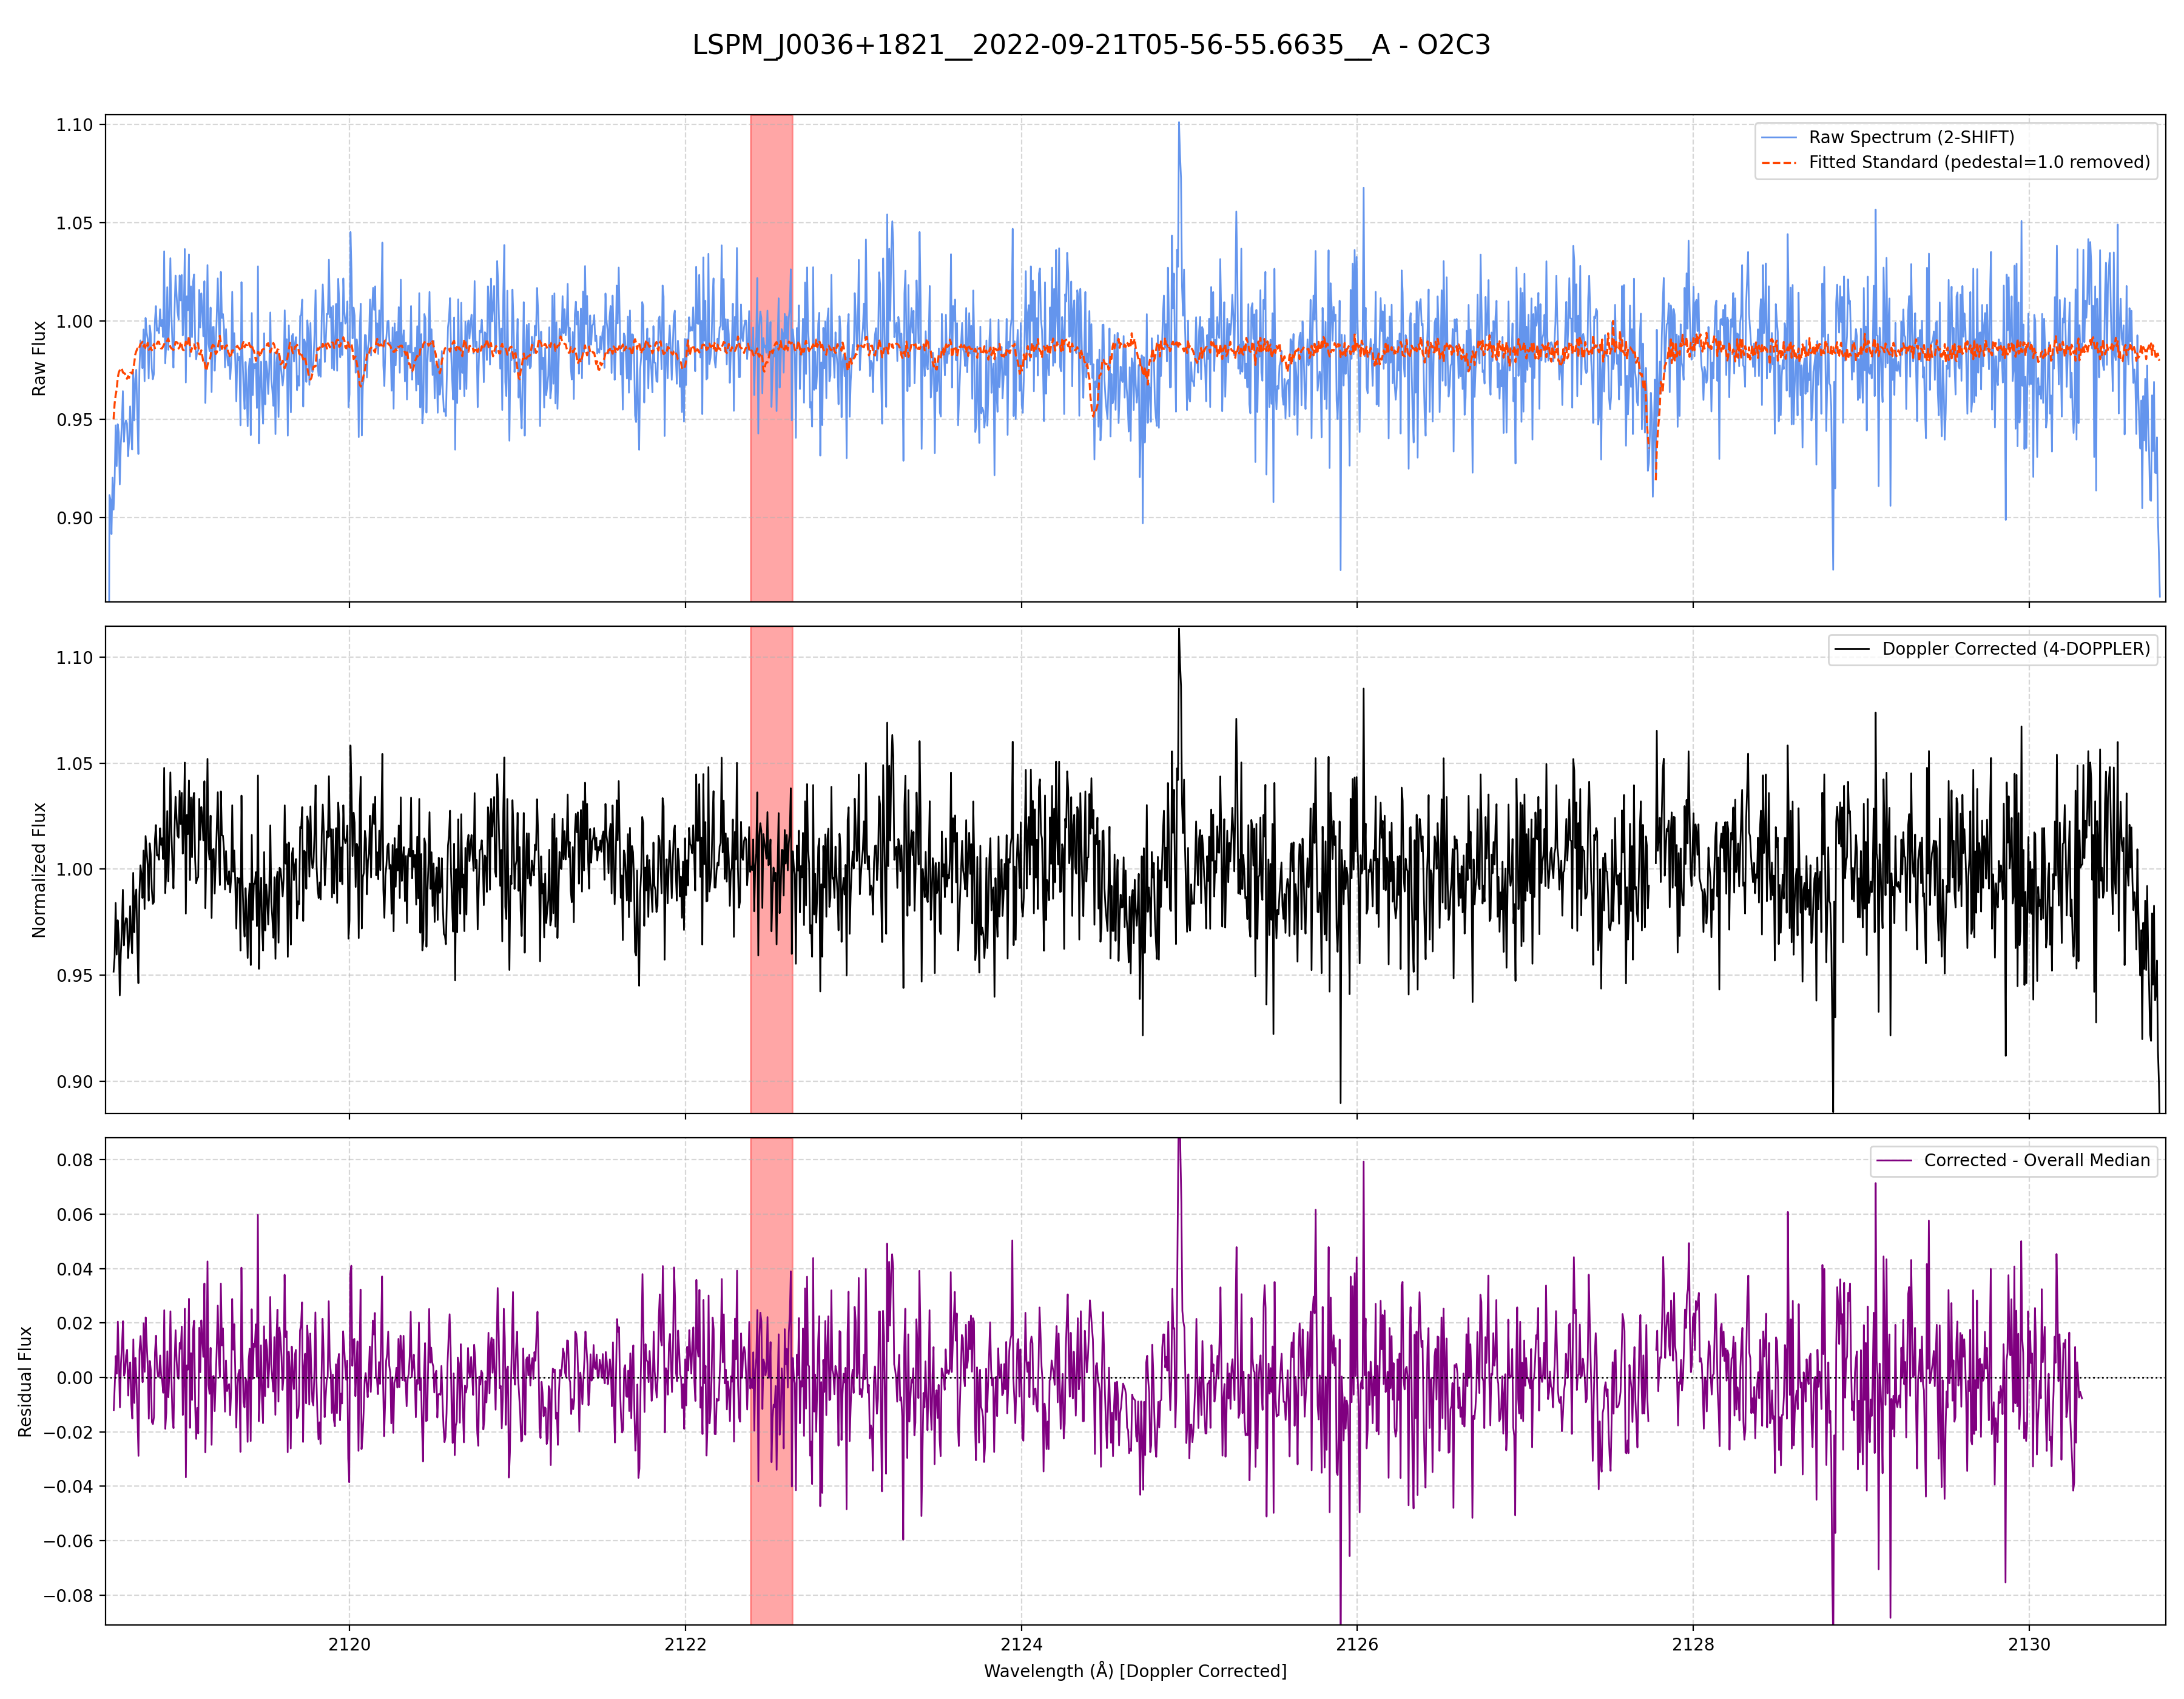 LSPM_J0036+1821__2022-09-21T05-56-55.6635__A - O2C3
1.10
1.05
1.00
0.95
0.90
Raw Flux
Raw Spectrum (2-SHIFT)
Fitted Standard (pedestal=1.0 removed)
1.10
1.05
1.00
0.95
0.90
Normalized Flux
Doppler Corrected (4-DOPPLER)
0.08
0.06
0.04
0.02
0.00
−0.02
−0.04
−0.06
−0.08
Residual Flux
Corrected - Overall Median
2120 2122 2124 2126 2128 2130
Wavelength (Å) [Doppler Corrected]